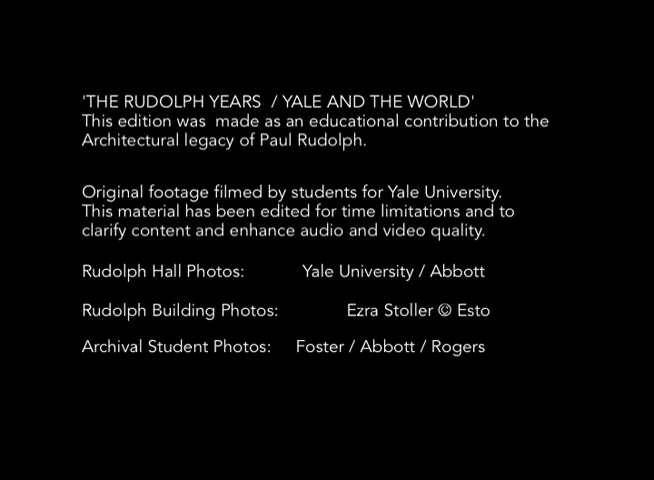 'THE RUDOLPH YEARS  / YALE AND THE WORLD'
This edition was  made as an educational contribution to the
Architectural legacy of Paul Rudolph.
Original footage filmed by students for Yale University.
This material has been edited for time limitations and to
clarify content and enhance audio and video quality.
Rudolph Hall Photos: Yale University / Abbott
Rudolph Building Photos: Ezra Stoller © Esto
Archival Student Photos: Foster / Abbott / Rogers